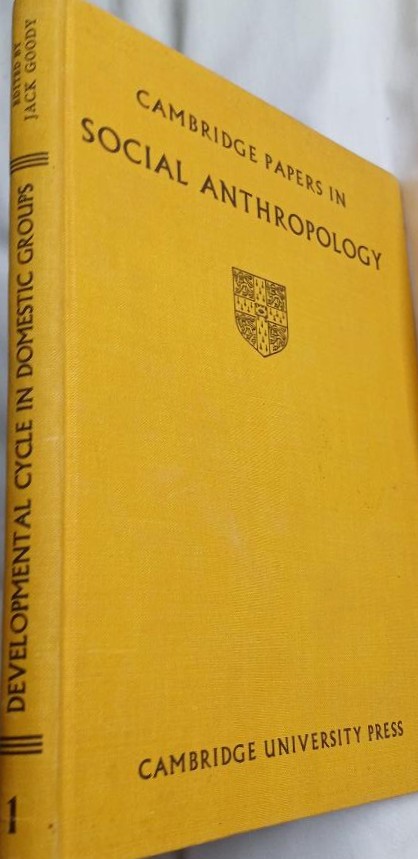 EDITED BY
JACK GOODY
DEVELOPMENTAL CYCLE IN DOMESTIC GROUPS
1
CAMBRIDGE PAPERS IN
SOCIAL ANTHROPOLOGY
CAMBRIDGE UNIVERSITY PRESS